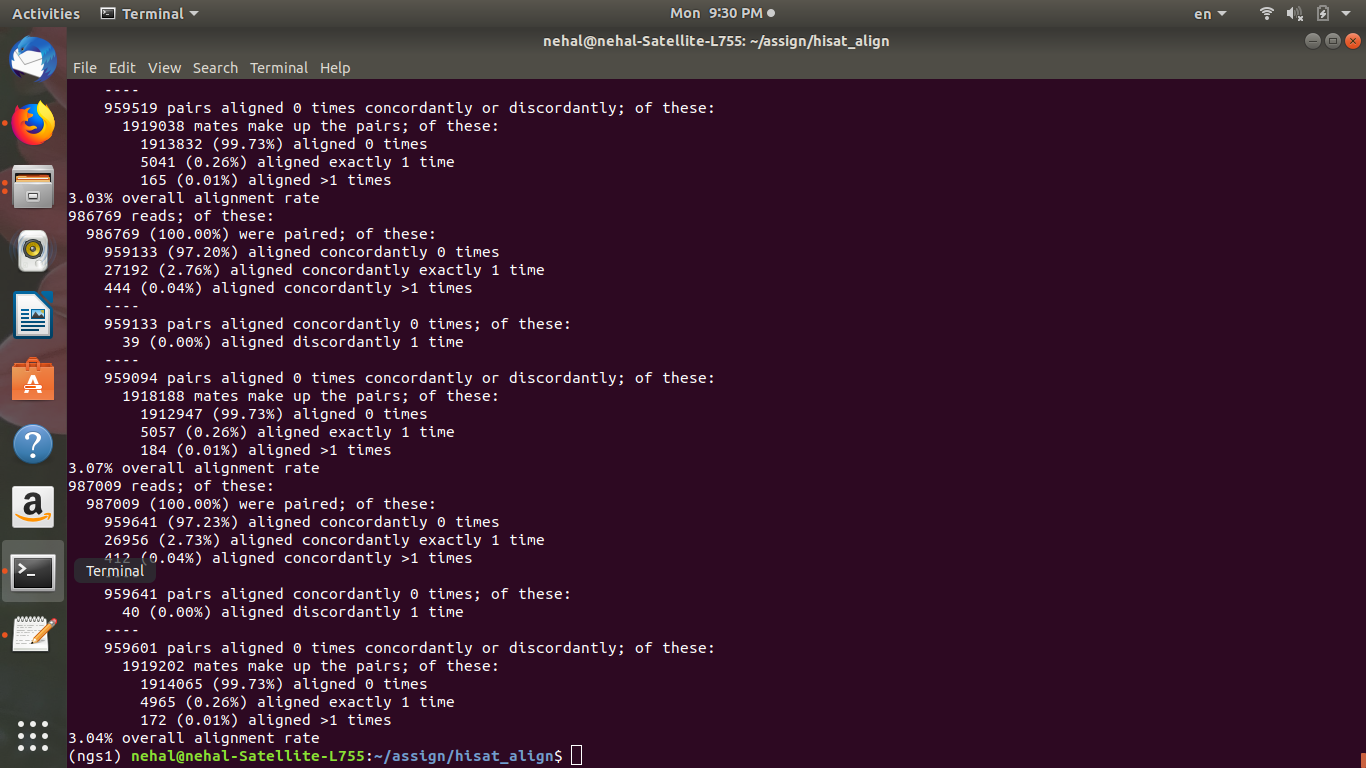 Activities Terminal Mon 9:30 PM en
nehal@nehal-Satellite-L755: ~/assign/hisat_align
File Edit View Search Terminal Help
----
959519 pairs aligned 0 times concordantly or discordantly; of these:
1919038 mates make up the pairs; of these:
1913832 (99.73%) aligned 0 times
5041 (0.26%) aligned exactly 1 time
165 (0.01%) aligned >1 times
3.03% overall alignment rate
986769 reads; of these:
986769 (100.00%) were paired; of these:
959133 (97.20%) aligned concordantly 0 times
27192 (2.76%) aligned concordantly exactly 1 time
444 (0.04%) aligned concordantly >1 times
----
959133 pairs aligned concordantly 0 times; of these:
39 (0.00%) aligned discordantly 1 time
----
959094 pairs aligned 0 times concordantly or discordantly; of these:
1918188 mates make up the pairs; of these:
1912947 (99.73%) aligned 0 times
5057 (0.26%) aligned exactly 1 time
184 (0.01%) aligned >1 times
3.07% overall alignment rate
987009 reads; of these:
987009 (100.00%) were paired; of these:
959641 (97.23%) aligned concordantly 0 times
26956 (2.73%) aligned concordantly exactly 1 time
412 (0.04%) aligned concordantly >1 times
Terminal
959641 pairs aligned concordantly 0 times; of these:
40 (0.00%) aligned discordantly 1 time
----
959601 pairs aligned 0 times concordantly or discordantly; of these:
1919202 mates make up the pairs; of these:
1914065 (99.73%) aligned 0 times
4965 (0.26%) aligned exactly 1 time
172 (0.01%) aligned >1 times
3.04% overall alignment rate
(ngs1) nehal@nehal-Satellite-L755:~/assign/hisat_align$